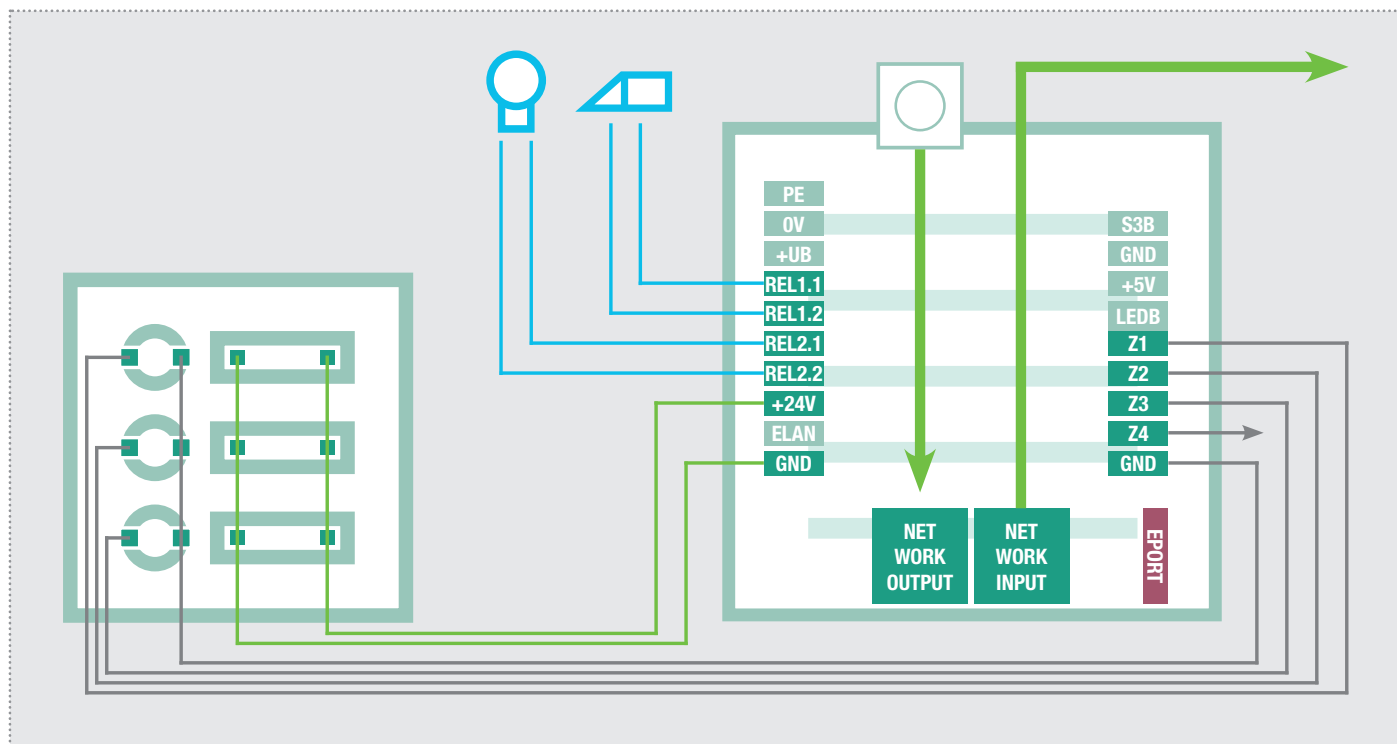 PE
0V
+UB
REL1.1
REL1.2
REL2.1
REL2.2
+24V
ELAN
GND
S3B
GND
+5V
LEDB
Z1
Z2
Z3
Z4
GND
NET
WORK
OUTPUT
NET
WORK
INPUT
EPORT